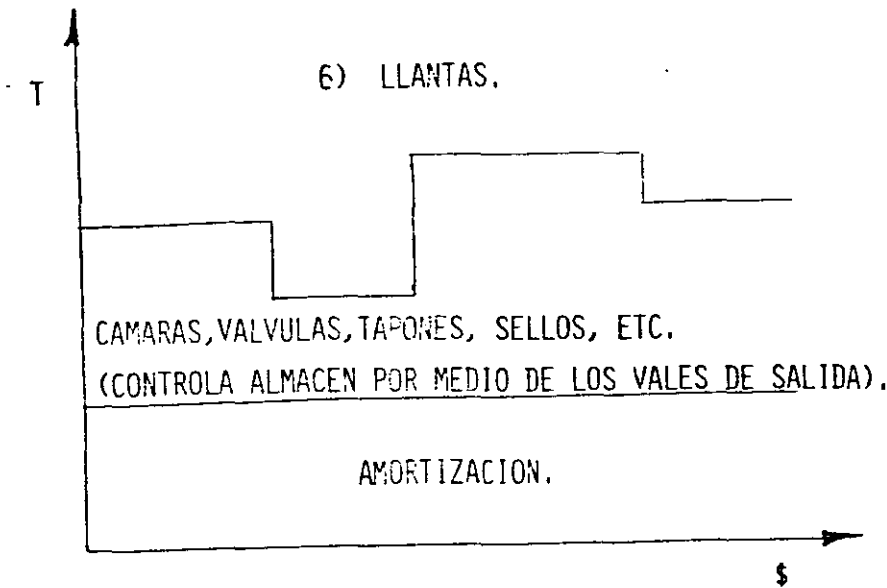 6) LLANTAS.
T
CAMARAS, VALVULAS, TAPONES, SELLOS, ETC.
(CONTROLA ALMACEN POR MEDIO DE LOS VALES DE SALIDA).
AMORTIZACION.
$